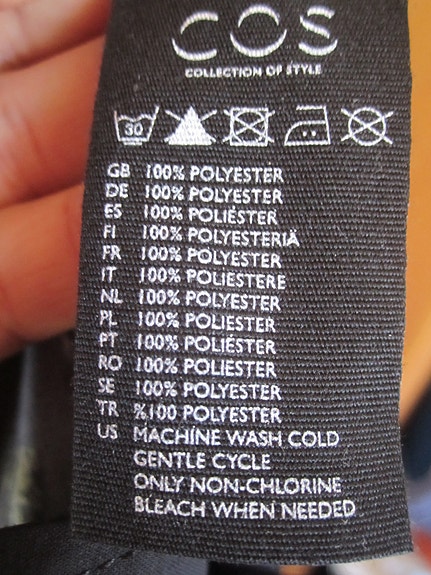 COS
COLLECTION OF STYLE
30
GB 100% POLYESTER
DE 100% POLYESTER
ES 100% POLIÉSTER
FI 100% POLYESTERIÄ
FR 100% POLYESTER
IT 100% POLIESTERE
NL 100% POLYESTER
PL 100% POLIESTER
PT 100% POLIÉSTER
RO 100% POLIESTER
SE 100% POLYESTER
TR %100 POLYESTER
US MACHINE WASH COLD
GENTLE CYCLE
ONLY NON-CHLORINE
BLEACH WHEN NEEDED